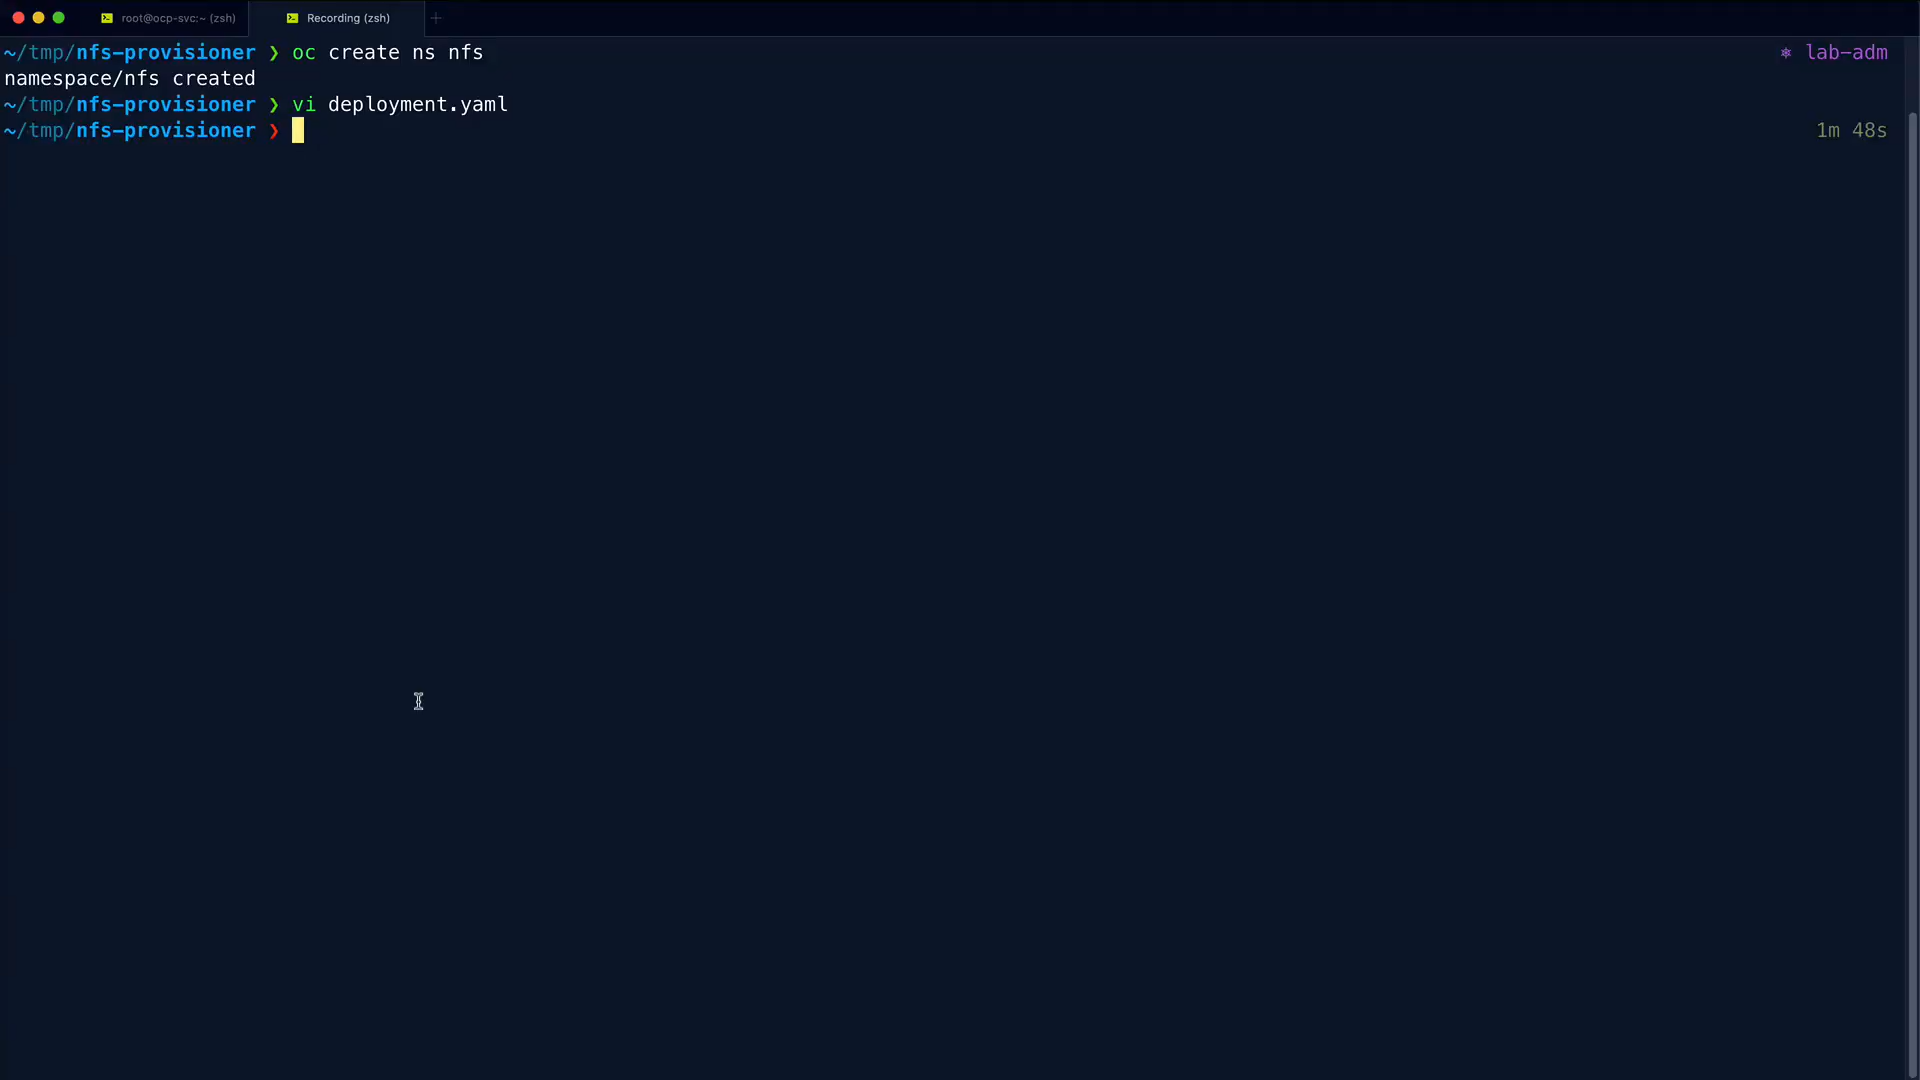 root@ocp-svc:~ (zsh)
Recording (zsh)
~/tmp/nfs-provisioner ❯ oc create ns nfs
⎈ lab-adm
namespace/nfs created
~/tmp/nfs-provisioner ❯ vi deployment.yaml
~/tmp/nfs-provisioner ❯
1m 48s